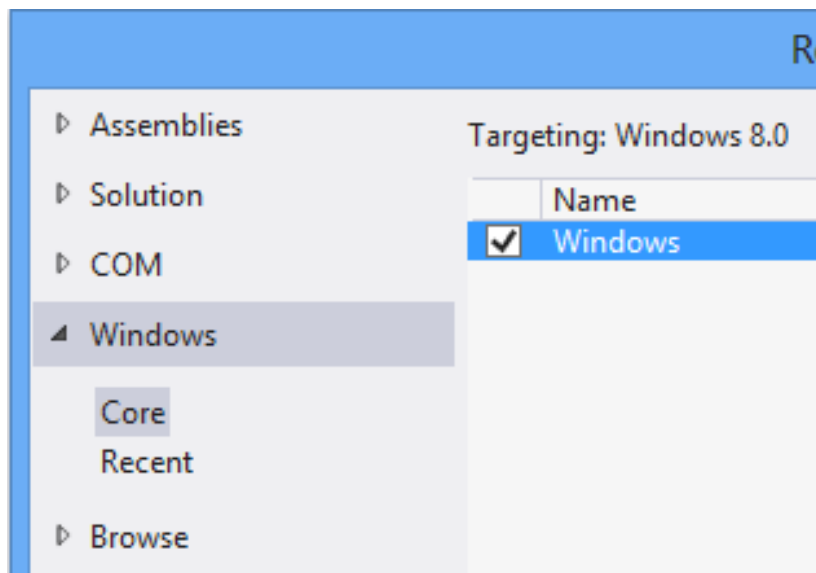 Assemblies
Solution
COM
Windows
Core
Recent
Browse
Targeting: Windows 8.0
Name
Windows